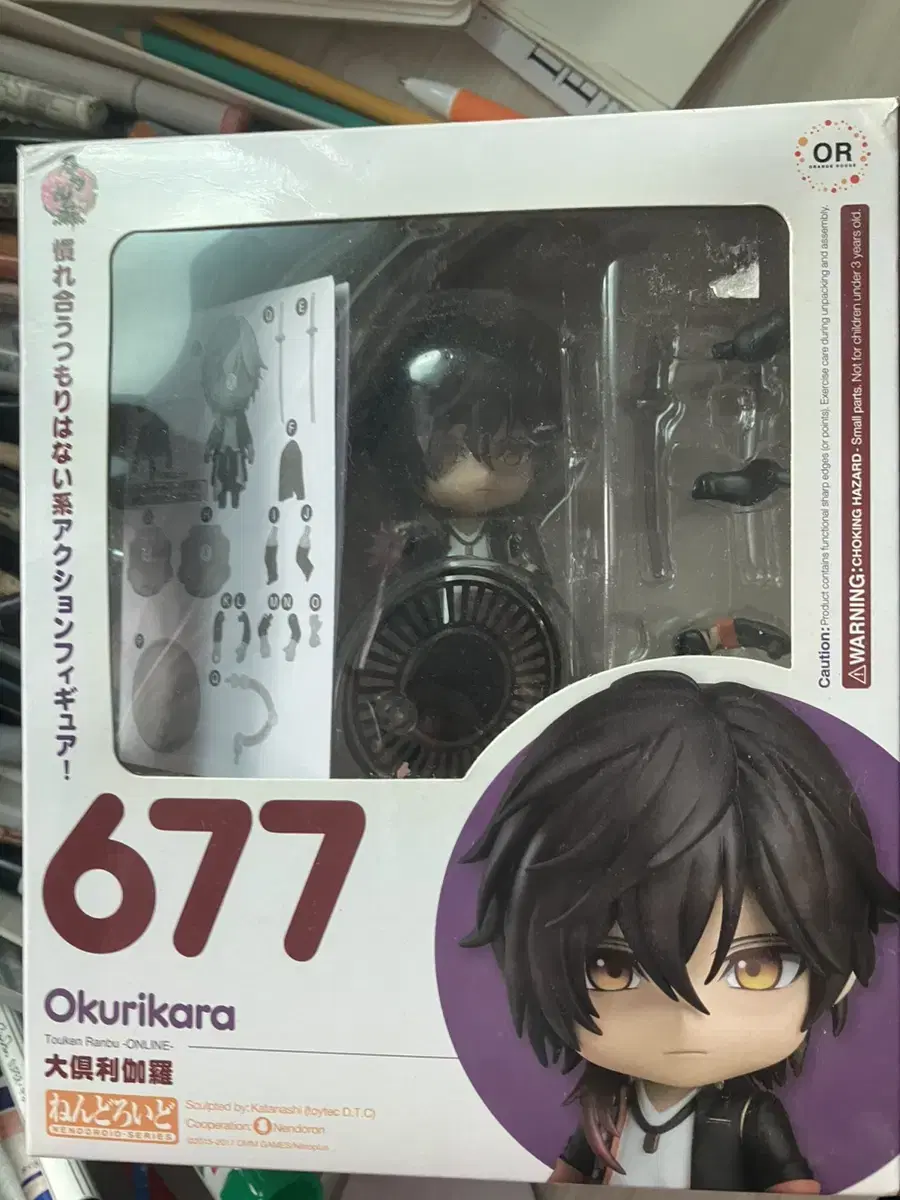 OR
ORANGE ROUGE
慣れ合うつもりはない系アクションフィギュア！
Caution: Product contains functional sharp edges (or points). Exercise care during unpacking and assembly.
WARNING: CHOKING HAZARD - Small parts. Not for children under 3 years old.
D E
F
I J
K L M N O
Q
677
Okurikara
Touken Ranbu -ONLINE-
大倶利伽羅
ねんどろいど
NENDOROID SERIES
Sculpted by: Katanashi (toytec D.T.C)
Cooperation: Nendoron
©2015-2017 DMM GAMES/Nitroplus